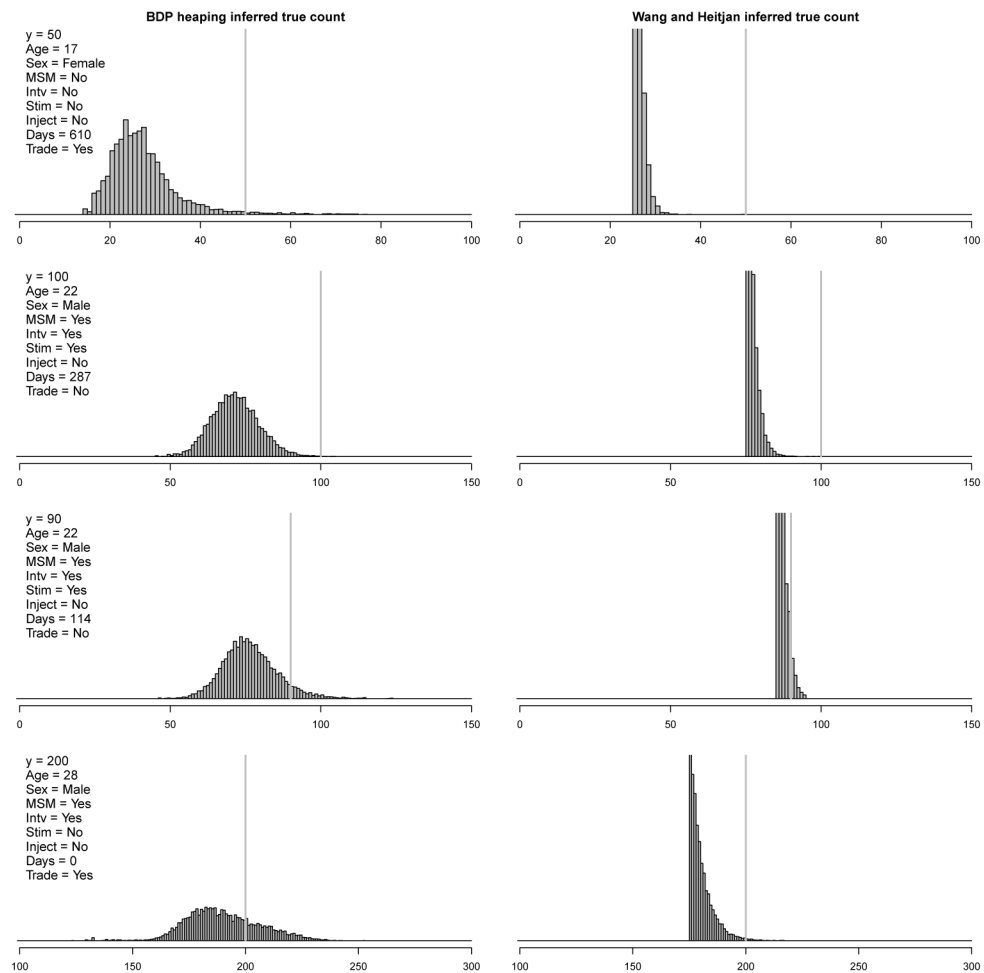 BDP heaping inferred true count
Wang and Heitjan inferred true count
y = 50
Age = 17
Sex = Female
MSM = No
Intv = No
Stim = No
Inject = No
Days = 610
Trade = Yes
0 20 40 60 80 100
0 20 40 60 80 100
y = 100
Age = 22
Sex = Male
MSM = Yes
Intv = Yes
Stim = Yes
Inject = No
Days = 287
Trade = No
0 50 100 150
0 50 100 150
y = 90
Age = 22
Sex = Male
MSM = Yes
Intv = Yes
Stim = Yes
Inject = No
Days = 114
Trade = No
0 50 100 150
0 50 100 150
y = 200
Age = 28
Sex = Male
MSM = Yes
Intv = Yes
Stim = No
Inject = No
Days = 0
Trade = Yes
100 150 200 250 300
100 150 200 250 300